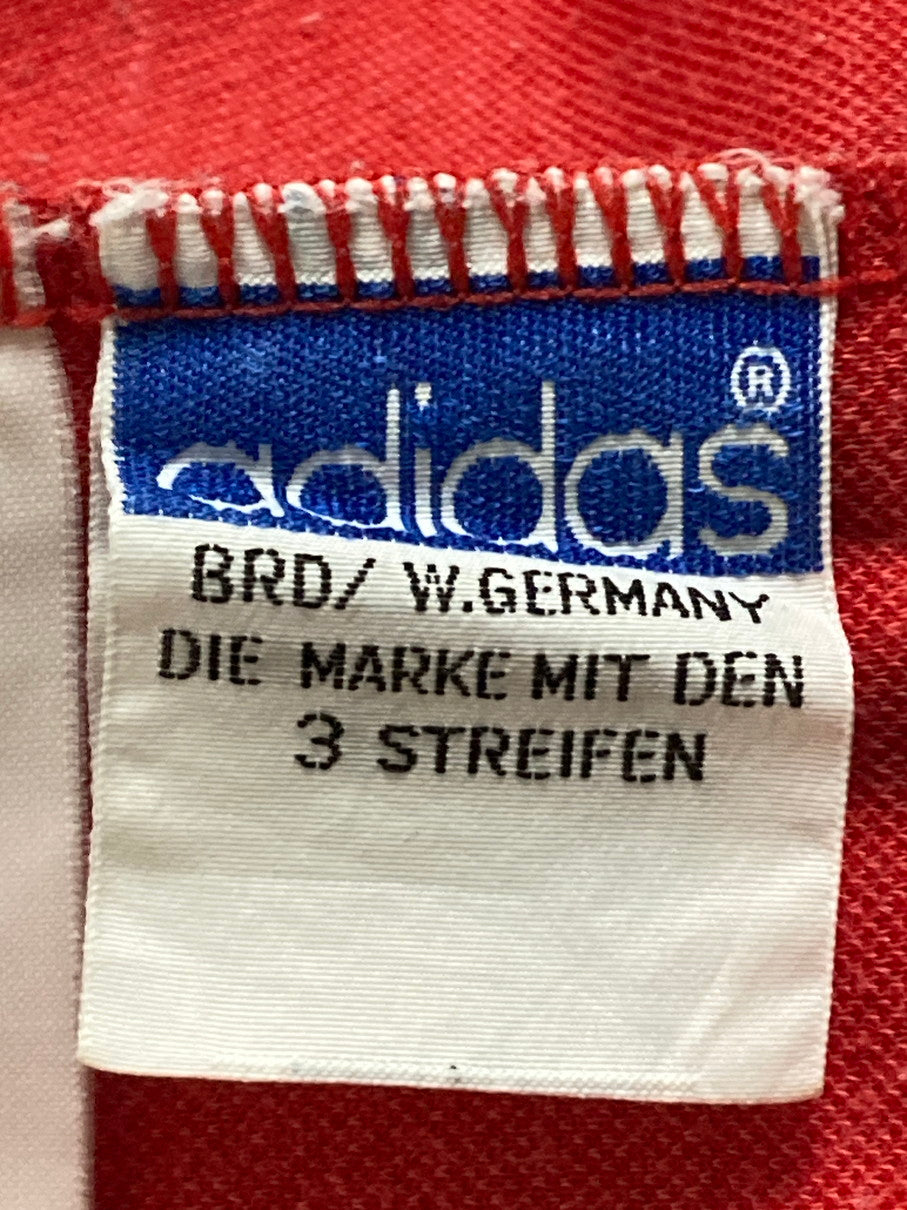 adidas®
BRD/ W.GERMANY
DIE MARKE MIT DEN
3 STREIFEN